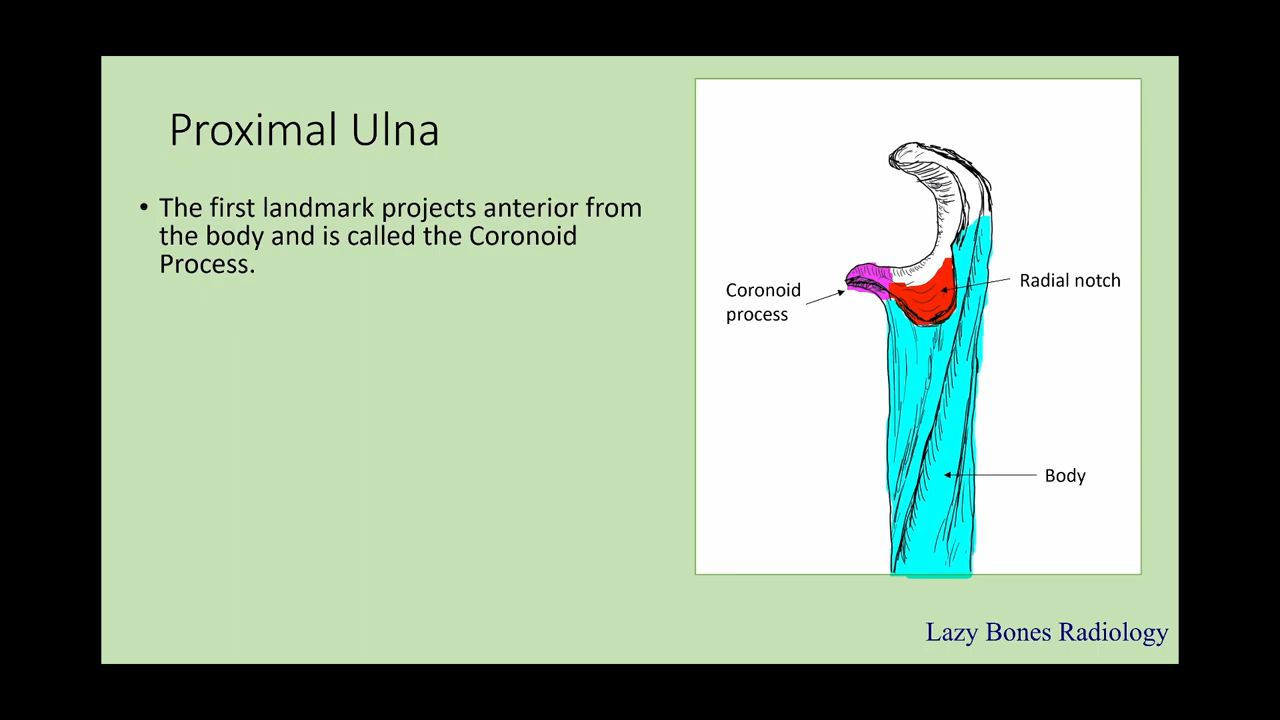 Proximal Ulna
• The first landmark projects anterior from
the body and is called the Coronoid
Process.
Coronoid
process
Radial notch
Body
Lazy Bones Radiology